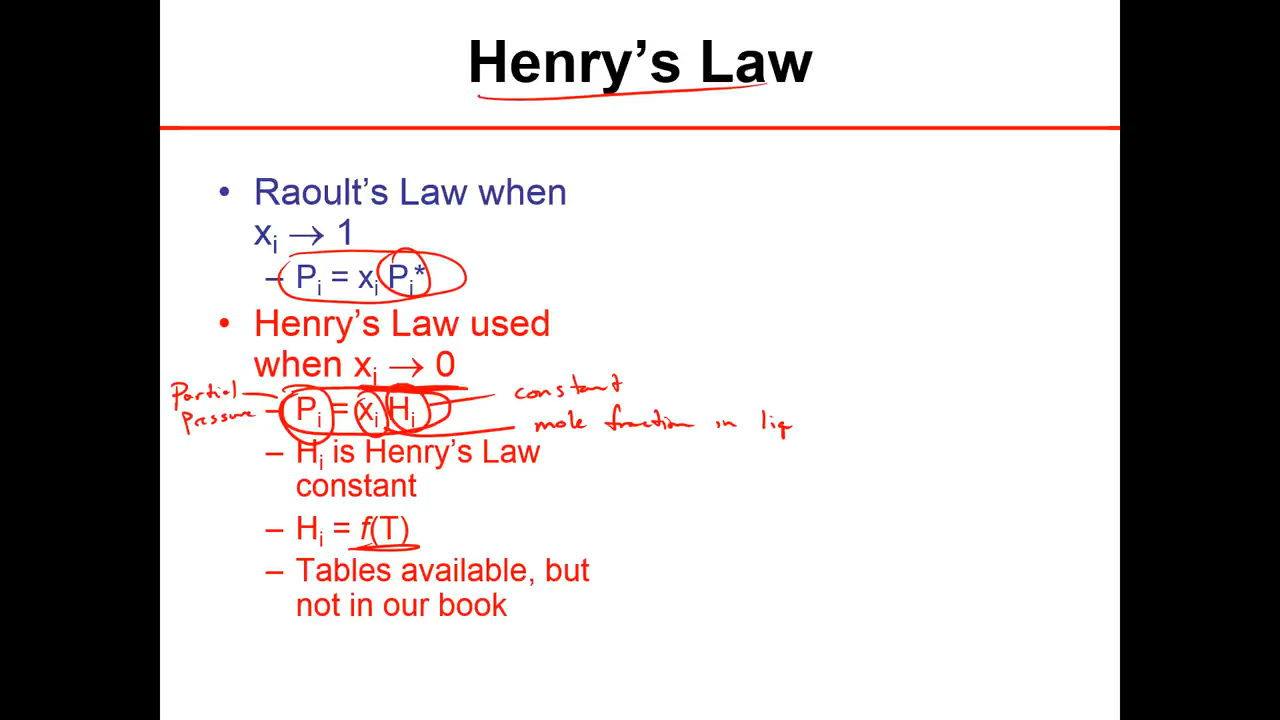 Henry's Law
• Raoult's Law when
xᵢ → 1
– Pᵢ = xᵢ Pᵢ*
• Henry's Law used
when xᵢ → 0
Partial
Pressure
– Pᵢ = xᵢ Hᵢ
constant
mole fraction in liq
– Hᵢ is Henry's Law
constant
– Hᵢ = f(T)
– Tables available, but
not in our book